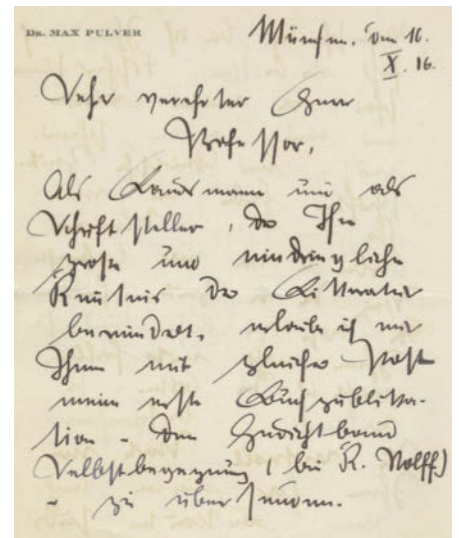 DR. MAX PULVER
München, den 16.
X. 16.
Sehr verehrter Herr
Professor,
Als Landsmann und als
Schriftsteller, der Ihre
grosse und eindringliche
Kenntnis der Litteratur
bewundert, erlaube ich mir
Ihnen mit gleicher Post
meine erste Buchpublika-
tion - den Gedichtband
Selbstbegegnung (bei K. Wolff)
- zu übersenden.